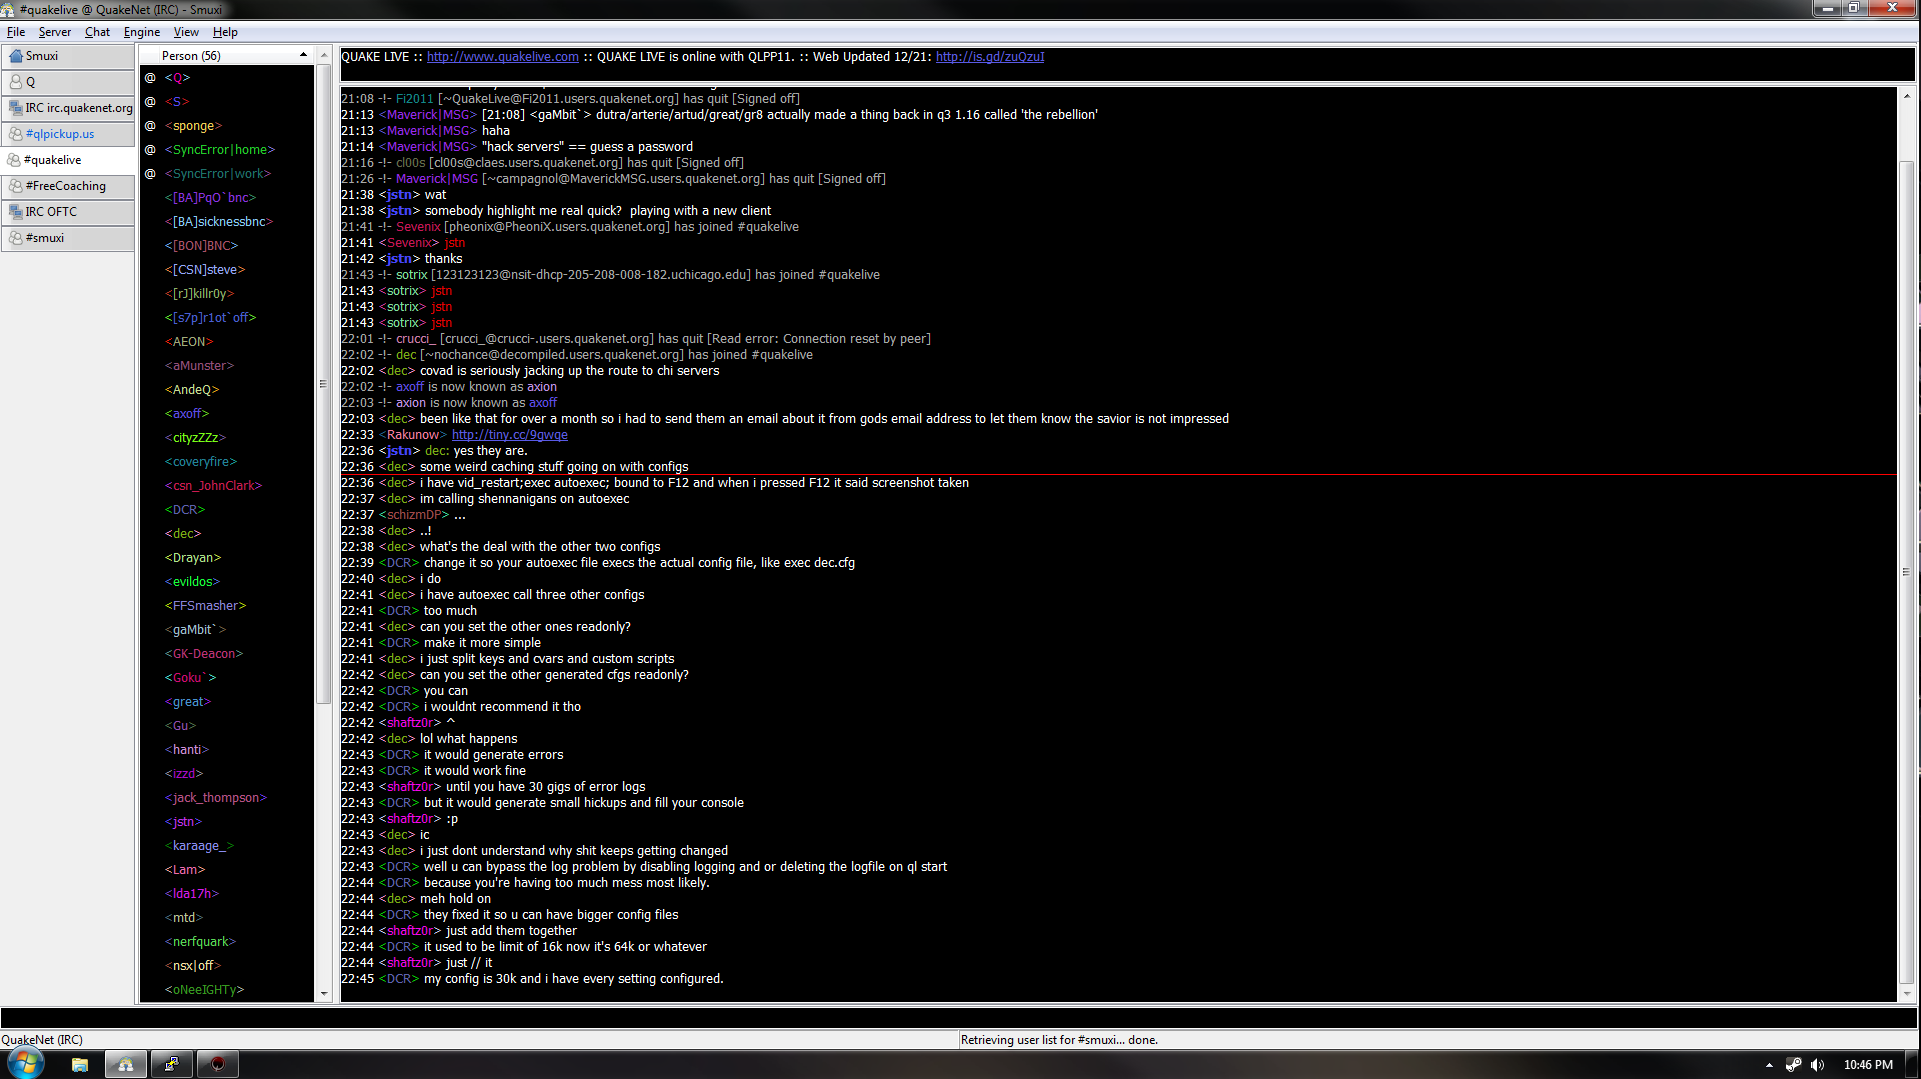 #quakelive @ QuakeNet (IRC) - Smuxi
File Server Chat Engine View Help
Smuxi
Q
IRC irc.quakenet.org
#qlpickup.us
#quakelive
#FreeCoaching
IRC OFTC
#smuxi
Person (56)
@ <Q>
@ <S>
@ <sponge>
@ <SyncError|home>
@ <SyncError|work>
<[BA]PqO`bnc>
<[BA]sicknessbnc>
<[BON]BNC>
<[CSN]steve>
<[rJ]killr0y>
<[s7p]r1ot`off>
<AEON>
<aMunster>
<AndeQ>
<axoff>
<cityzZZz>
<coveryfire>
<csn_JohnClark>
<DCR>
<dec>
<Drayan>
<evildos>
<FFSmasher>
<gaMbit`>
<GK-Deacon>
<Goku`>
<great>
<Gu>
<hanti>
<izzd>
<jack_thompson>
<jstn>
<karaage_>
<Lam>
<lda17h>
<mtd>
<nerfquark>
<nsx|off>
<oNeeIGHTy>
QUAKE LIVE :: http://www.quakelive.com :: QUAKE LIVE is online with QLPP11. :: Web Updated 12/21: http://is.gd/zuQzuI
21:08 -!- Fi2011 [~QuakeLive@Fi2011.users.quakenet.org] has quit [Signed off]
21:13 <Maverick|MSG> [21:08] <gaMbit`> dutra/arterie/artud/great/gr8 actually made a thing back in q3 1.16 called 'the rebellion'
21:13 <Maverick|MSG> haha
21:14 <Maverick|MSG> "hack servers" == guess a password
21:16 -!- cl00s [cl00s@claes.users.quakenet.org] has quit [Signed off]
21:26 -!- Maverick|MSG [~campagnol@MaverickMSG.users.quakenet.org] has quit [Signed off]
21:38 <jstn> wat
21:38 <jstn> somebody highlight me real quick?  playing with a new client
21:41 -!- Sevenix [pheonix@PheoniX.users.quakenet.org] has joined #quakelive
21:41 <Sevenix> jstn
21:42 <jstn> thanks
21:43 -!- sotrix [123123123@nsit-dhcp-205-208-008-182.uchicago.edu] has joined #quakelive
21:43 <sotrix> jstn
21:43 <sotrix> jstn
21:43 <sotrix> jstn
22:01 -!- crucci_ [crucci_@crucci-.users.quakenet.org] has quit [Read error: Connection reset by peer]
22:02 -!- dec [~nochance@decompiled.users.quakenet.org] has joined #quakelive
22:02 <dec> covad is seriously jacking up the route to chi servers
22:02 -!- axoff is now known as axion
22:03 -!- axion is now known as axoff
22:03 <dec> been like that for over a month so i had to send them an email about it from gods email address to let them know the savior is not impressed
22:33 <Rakunow> http://tiny.cc/9gwqe
22:36 <jstn> dec: yes they are.
22:36 <dec> some weird caching stuff going on with configs
22:36 <dec> i have vid_restart;exec autoexec; bound to F12 and when i pressed F12 it said screenshot taken
22:37 <dec> im calling shennanigans on autoexec
22:37 <schizmDP> ...
22:38 <dec> ..!
22:38 <dec> what's the deal with the other two configs
22:39 <DCR> change it so your autoexec file execs the actual config file, like exec dec.cfg
22:40 <dec> i do
22:41 <dec> i have autoexec call three other configs
22:41 <DCR> too much
22:41 <dec> can you set the other ones readonly?
22:41 <DCR> make it more simple
22:41 <dec> i just split keys and cvars and custom scripts
22:42 <dec> can you set the other generated cfgs readonly?
22:42 <DCR> you can
22:42 <DCR> i wouldnt recommend it tho
22:42 <shaftz0r> ^
22:42 <dec> lol what happens
22:43 <DCR> it would generate errors
22:43 <DCR> it would work fine
22:43 <shaftz0r> until you have 30 gigs of error logs
22:43 <DCR> but it would generate small hickups and fill your console
22:43 <shaftz0r> :p
22:43 <dec> ic
22:43 <dec> i just dont understand why shit keeps getting changed
22:43 <DCR> well u can bypass the log problem by disabling logging and or deleting the logfile on ql start
22:44 <DCR> because you're having too much mess most likely.
22:44 <dec> meh hold on
22:44 <DCR> they fixed it so u can have bigger config files
22:44 <shaftz0r> just add them together
22:44 <DCR> it used to be limit of 16k now it's 64k or whatever
22:44 <shaftz0r> just // it
22:45 <DCR> my config is 30k and i have every setting configured.
QuakeNet (IRC)
Retrieving user list for #smuxi... done.
10:46 PM